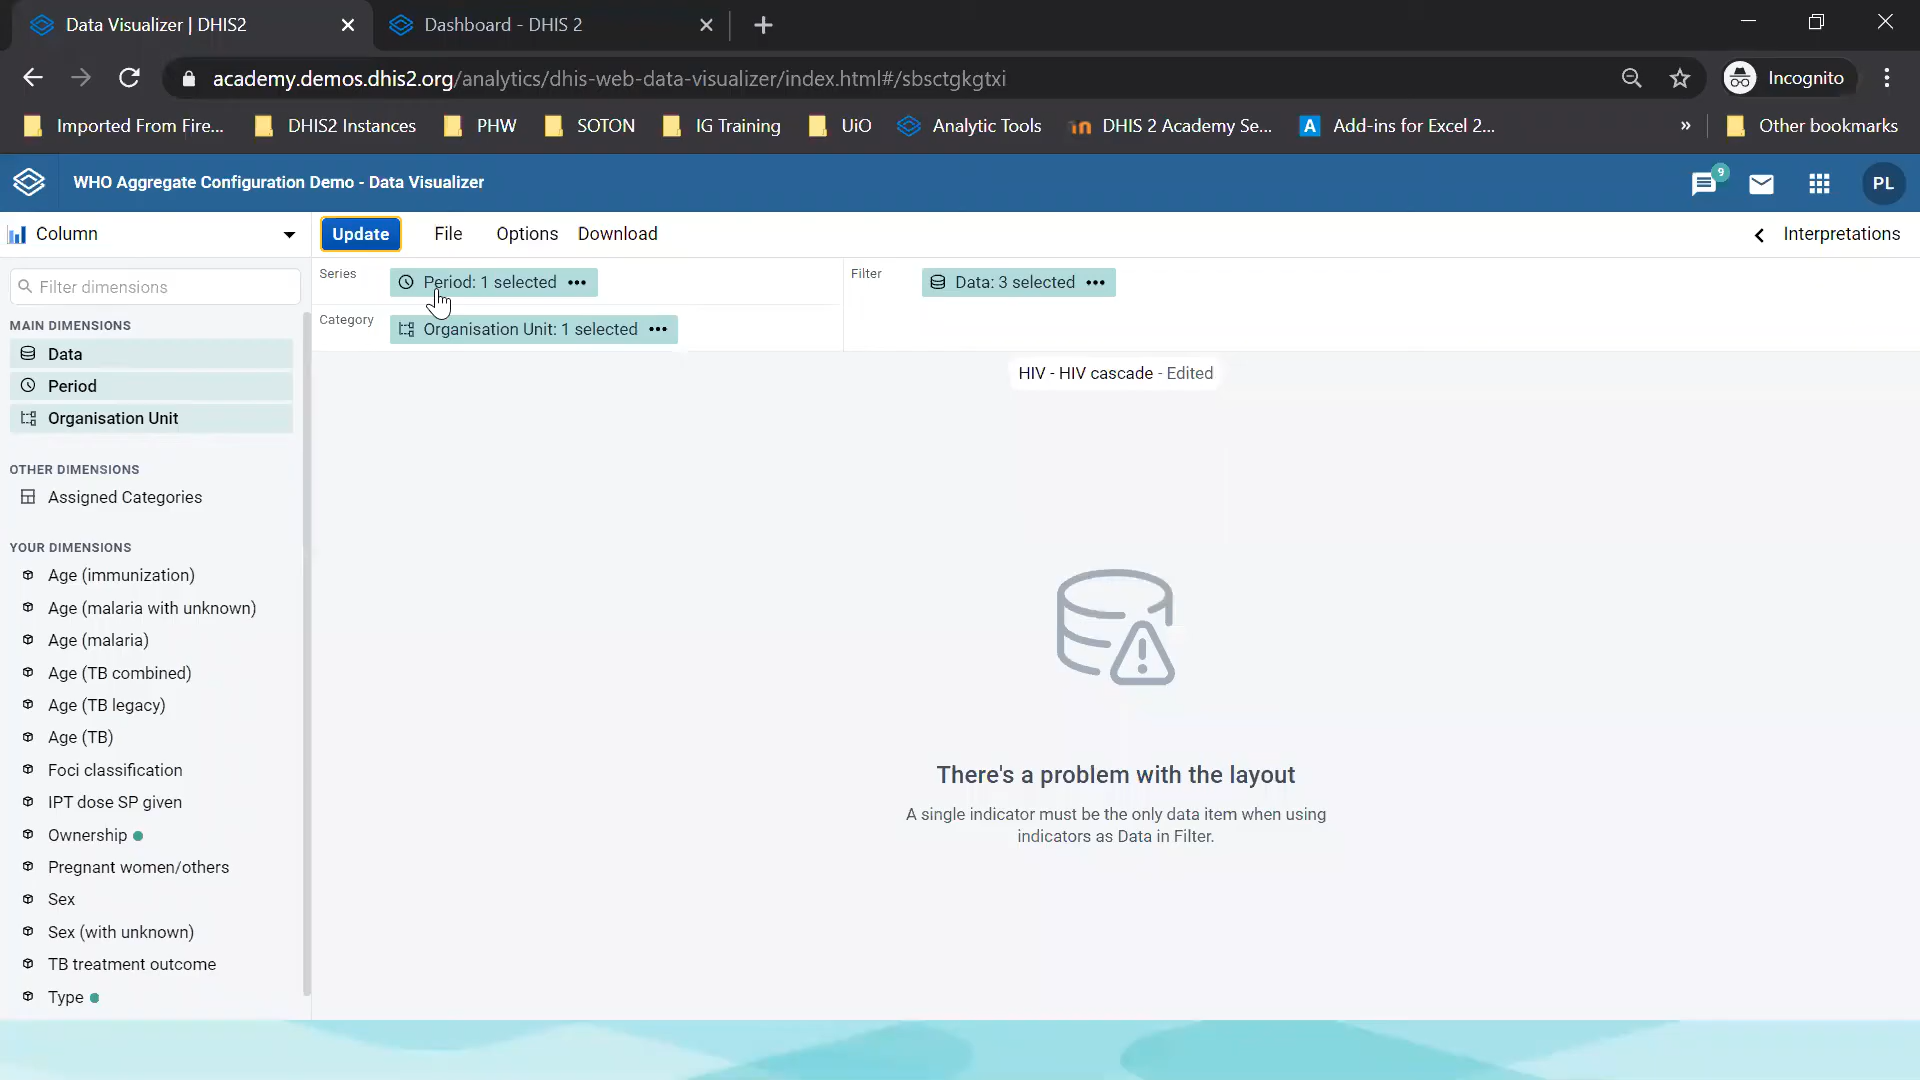 Data Visualizer | DHIS2
Dashboard - DHIS 2
academy.demos.dhis2.org/analytics/dhis-web-data-visualizer/index.html#/sbsctgkgtxi
Incognito
Imported From Fire...
DHIS2 Instances
PHW
SOTON
IG Training
UiO
Analytic Tools
DHIS 2 Academy Se...
A
Add-ins for Excel 2...
»
Other bookmarks
WHO Aggregate Configuration Demo - Data Visualizer
9
PL
Column
Update
File
Options
Download
Interpretations
Filter dimensions
Series
Period: 1 selected
Filter
Data: 3 selected
Category
Organisation Unit: 1 selected
MAIN DIMENSIONS
Data
Period
Organisation Unit
HIV - HIV cascade - Edited
OTHER DIMENSIONS
Assigned Categories
YOUR DIMENSIONS
Age (immunization)
Age (malaria with unknown)
Age (malaria)
Age (TB combined)
Age (TB legacy)
Age (TB)
Foci classification
IPT dose SP given
Ownership
Pregnant women/others
Sex
Sex (with unknown)
TB treatment outcome
Type
There's a problem with the layout
A single indicator must be the only data item when using
indicators as Data in Filter.